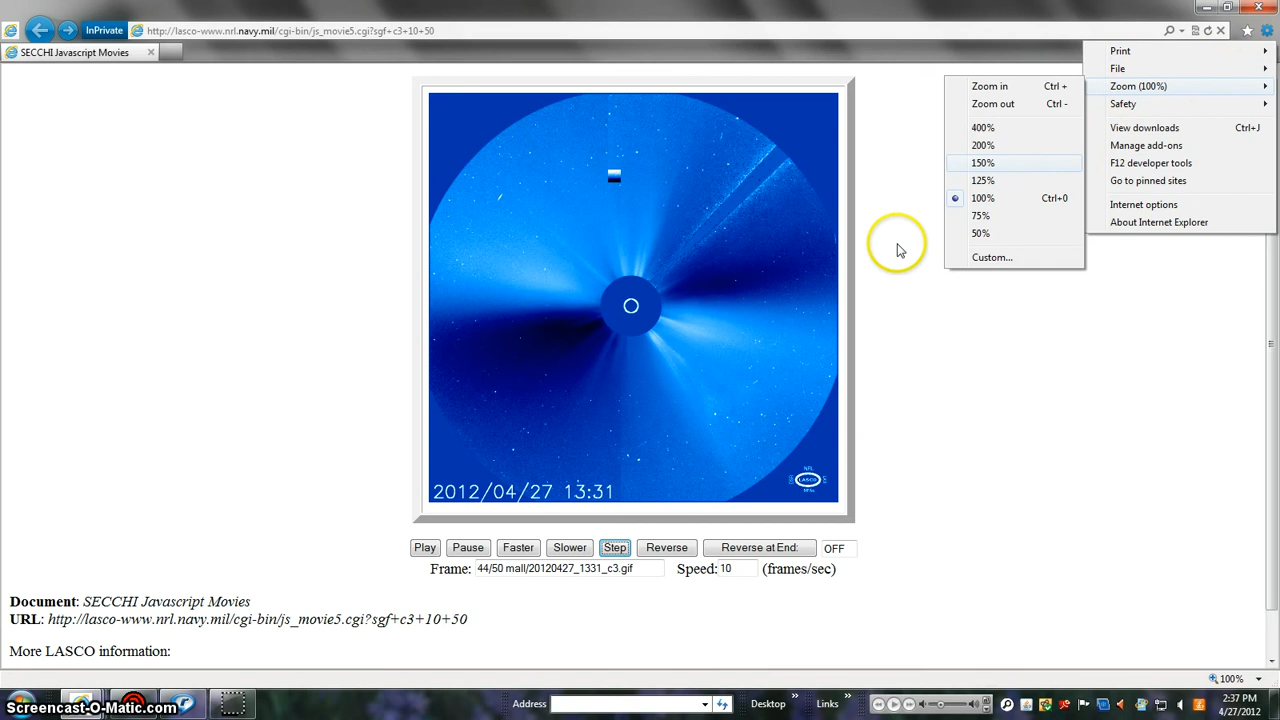 InPrivate
http://lasco-www.nrl.navy.mil/cgi-bin/js_movie5.cgi?sgf+c3+10+50
SECCHI Javascript Movies
Print
File
Zoom (100%)
Safety
View downloads Ctrl+J
Manage add-ons
F12 developer tools
Go to pinned sites
Internet options
About Internet Explorer
Zoom in Ctrl +
Zoom out Ctrl -
400%
200%
150%
125%
100% Ctrl+0
75%
50%
Custom...
LASCO
2012/04/27 13:31
Play Pause Faster Slower Step Reverse Reverse at End: OFF
Frame: 44/50 mall/20120427_1331_c3.gif Speed: 10 (frames/sec)
Document: SECCHI Javascript Movies
URL: http://lasco-www.nrl.navy.mil/cgi-bin/js_movie5.cgi?sgf+c3+10+50
More LASCO information:
100%
Screencast-O-Matic.com
Address
Desktop
Links
2:37 PM
4/27/2012